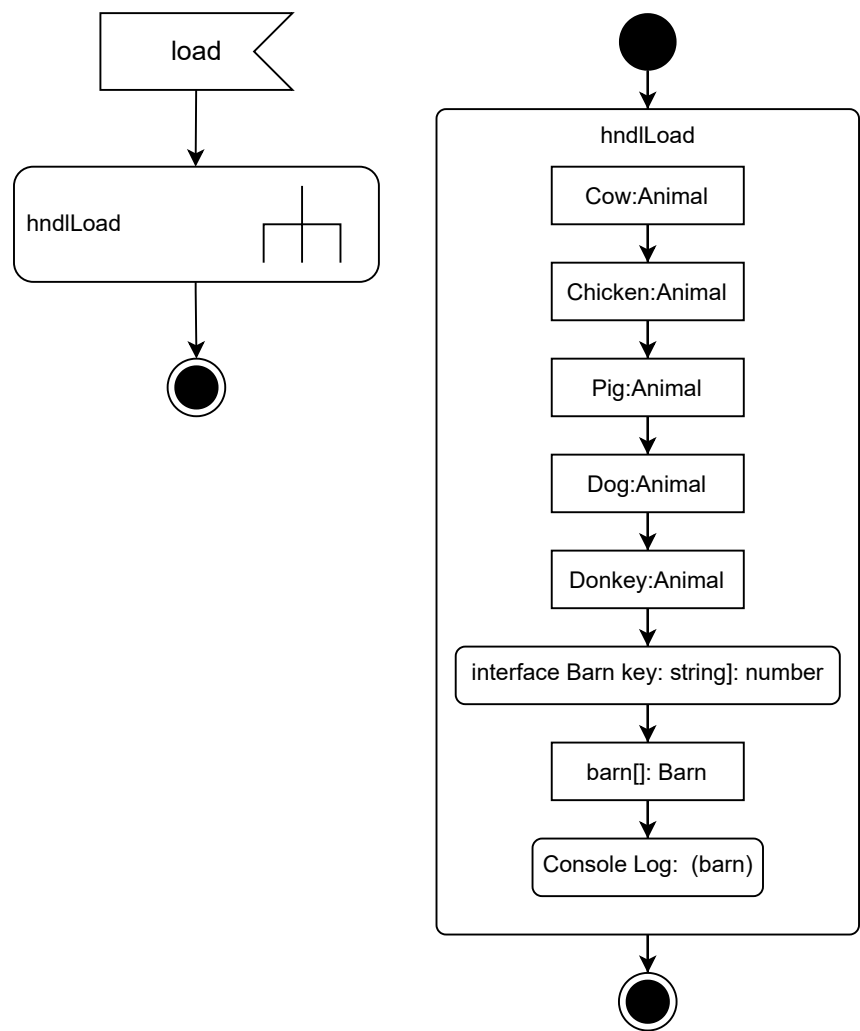 load
hndlLoad
hndlLoad
Cow:Animal
Chicken:Animal
Pig:Animal
Dog:Animal
Donkey:Animal
interface Barn key: string]: number
barn[]: Barn
Console Log:  (barn)